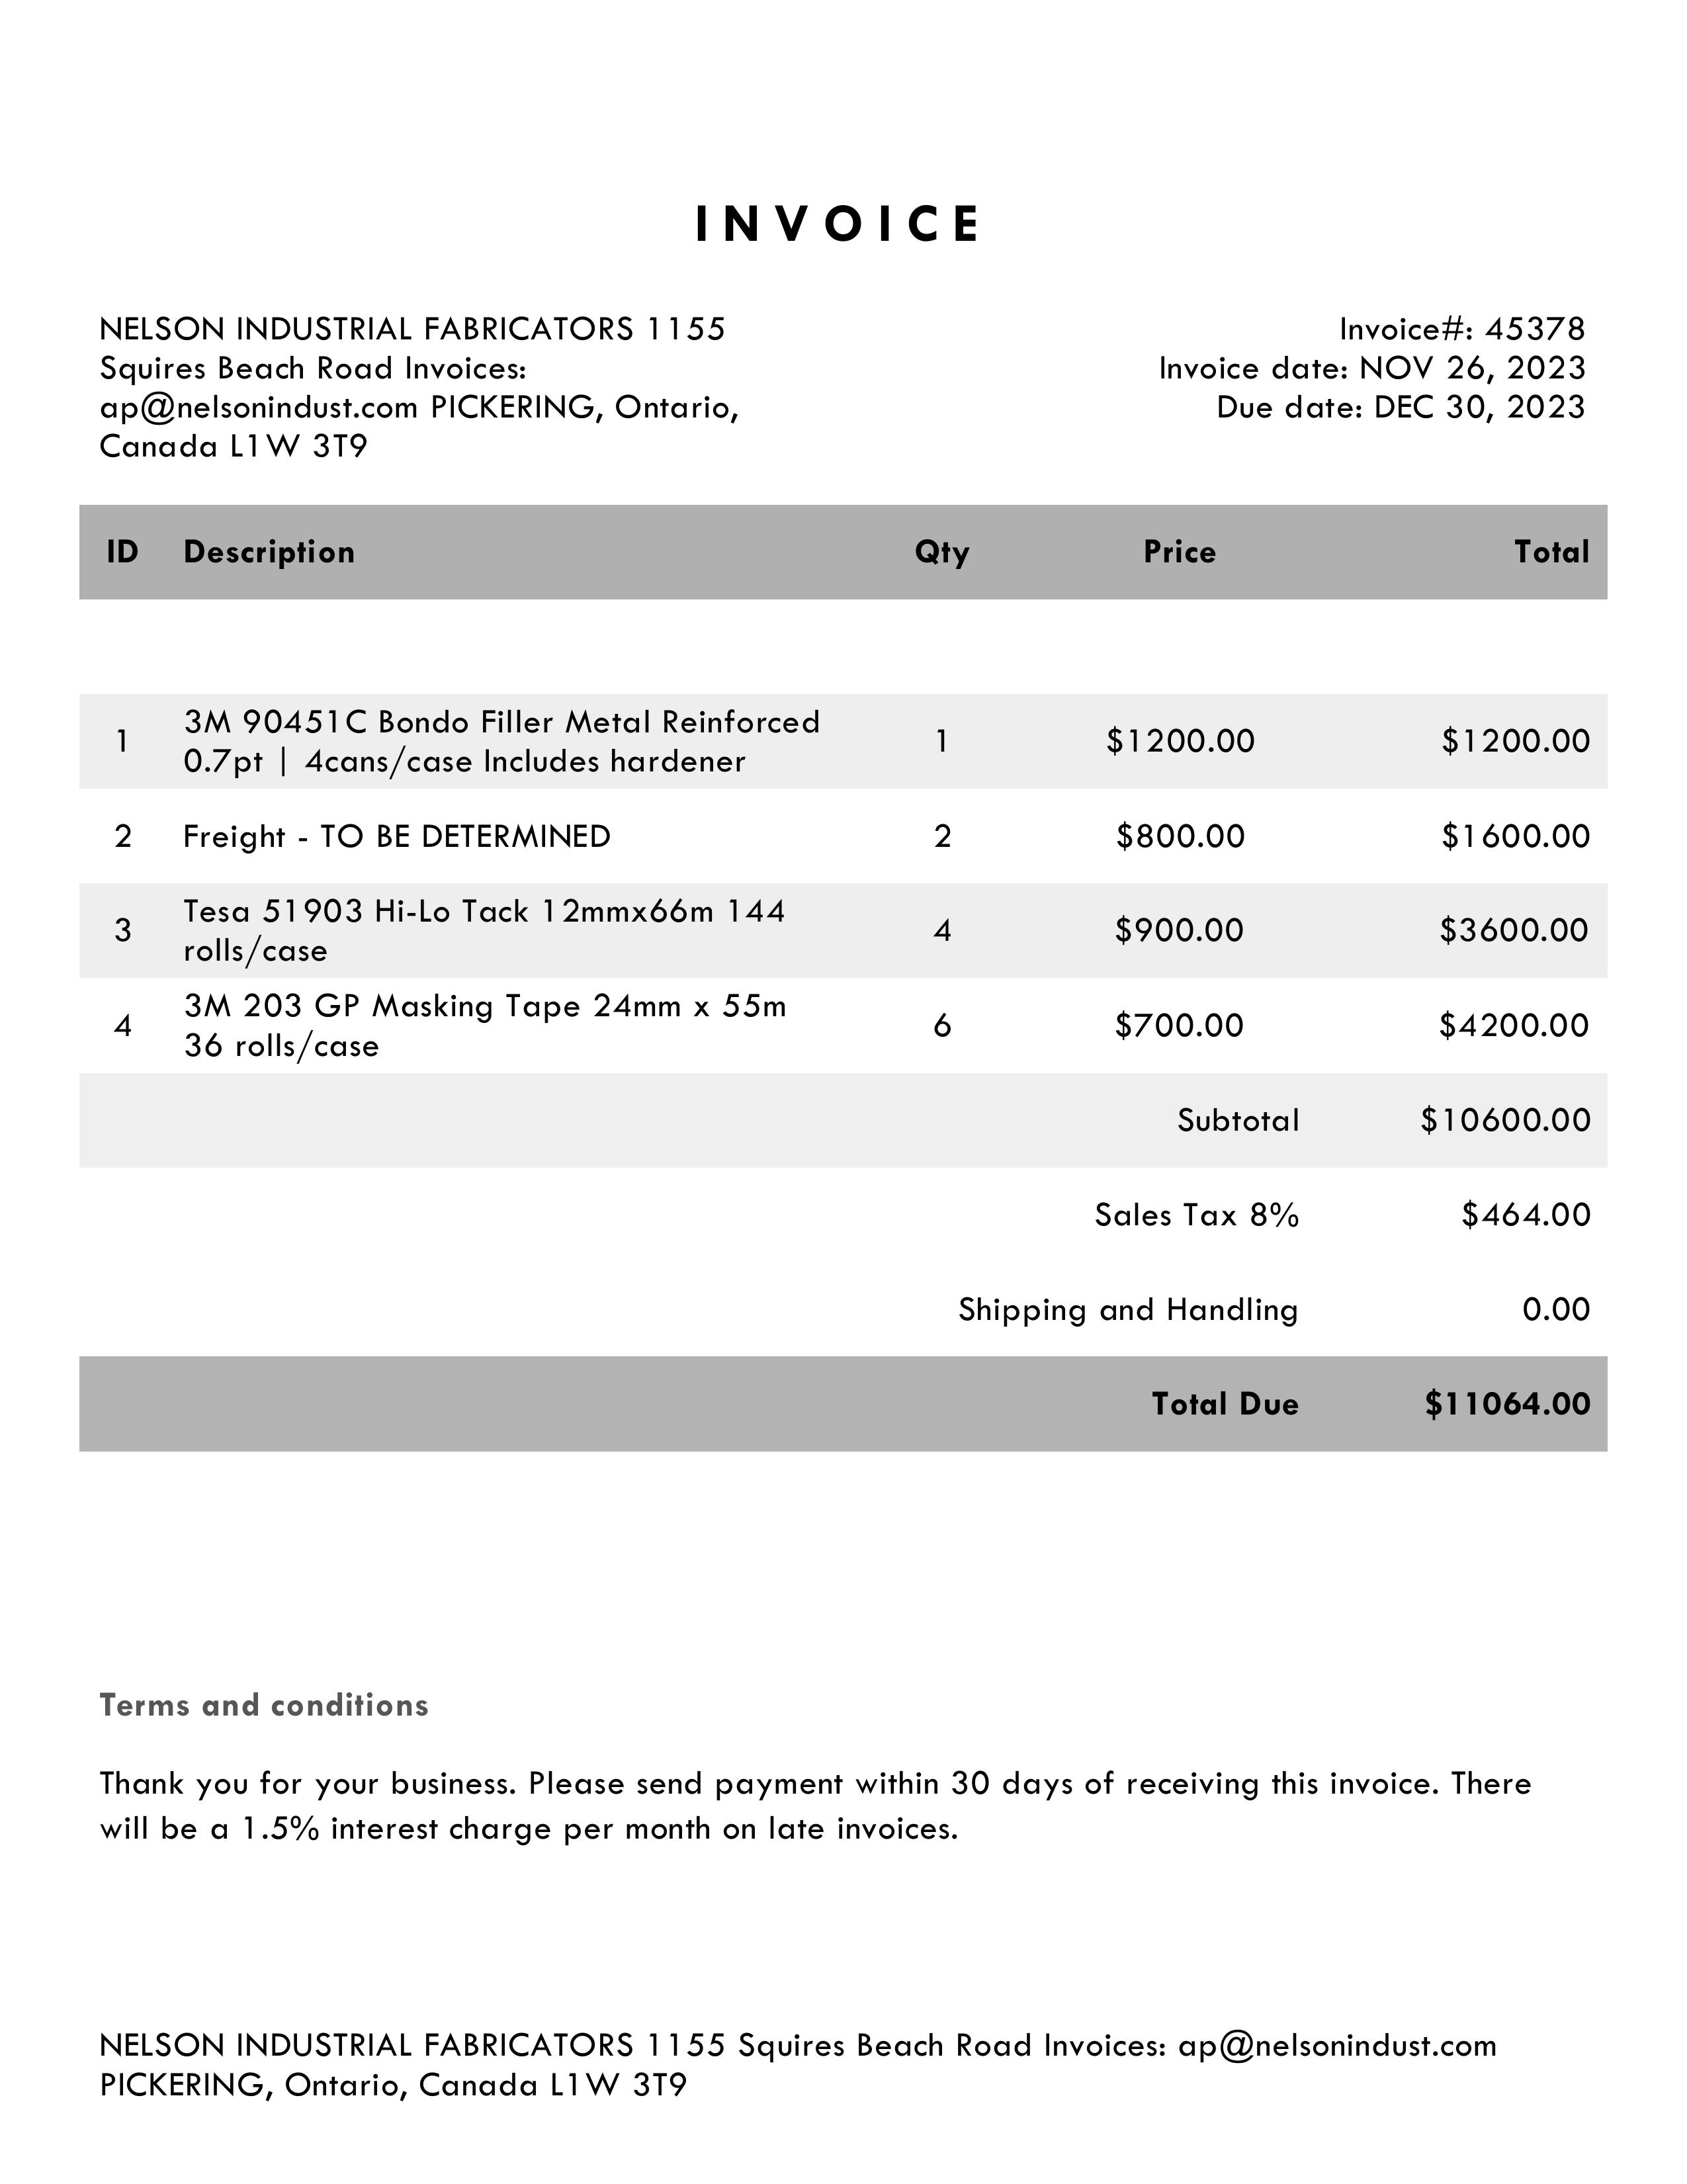 INVOICE
NELSON INDUSTRIAL FABRICATORS 1155
Squires Beach Road Invoices:
ap@nelsonindust.com PICKERING, Ontario,
Canada L1W 3T9
Invoice#: 45378
Invoice date: NOV 26, 2023
Due date: DEC 30, 2023
ID Description Qty Price Total
1 3M 90451C Bondo Filler Metal Reinforced
0.7pt | 4cans/case Includes hardener 1 $1200.00 $1200.00
2 Freight - TO BE DETERMINED 2 $800.00 $1600.00
3 Tesa 51903 Hi-Lo Tack 12mmx66m 144
rolls/case 4 $900.00 $3600.00
4 3M 203 GP Masking Tape 24mm x 55m
36 rolls/case 6 $700.00 $4200.00
Subtotal $10600.00
Sales Tax 8% $464.00
Shipping and Handling 0.00
Total Due $11064.00
Terms and conditions
Thank you for your business. Please send payment within 30 days of receiving this invoice. There
will be a 1.5% interest charge per month on late invoices.
NELSON INDUSTRIAL FABRICATORS 1155 Squires Beach Road Invoices: ap@nelsonindust.com
PICKERING, Ontario, Canada L1W 3T9